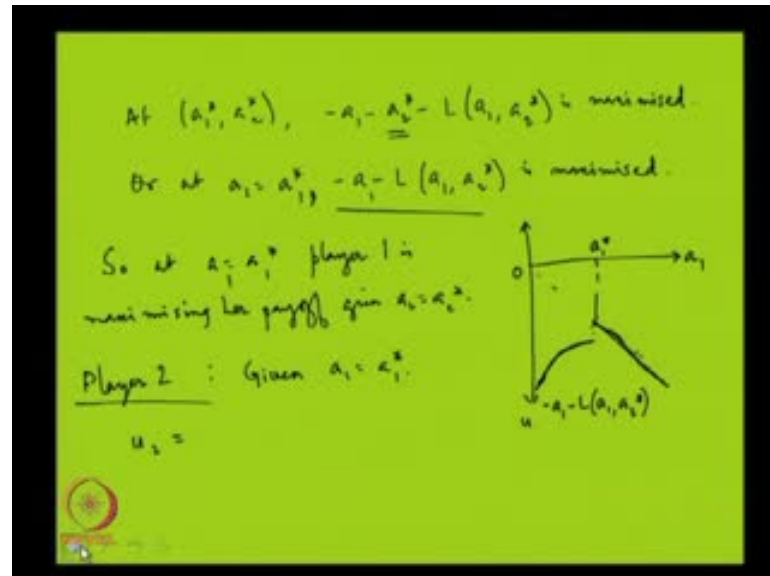 At (a₁*, a₂*), -a₁ - a₂* - L(a₁, a₂*) is maximised.
Or at a₁ = a₁*, -a₁ - L(a₁, a₂*) is maximised.
So at a₁ = a₁* player 1 is
maximising her payoff given a₂ = a₂*.
Player 2 : Given a₁ = a₁*.
u₂ =
a₁*
0
a₁
-a₁ - L(a₁, a₂*)
u